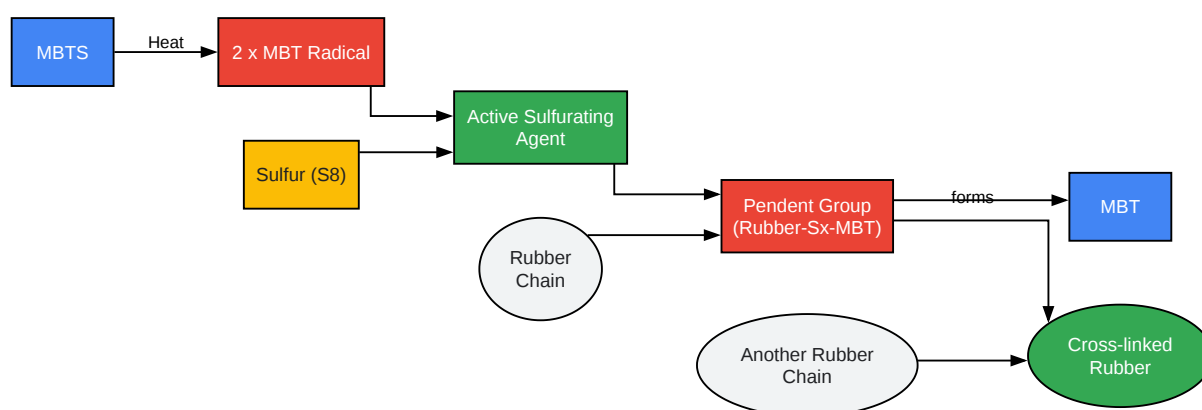 MBTS
Heat
2 x MBT Radical
Active Sulfurating
Agent
Sulfur (S8)
Pendent Group
(Rubber-Sx-MBT)
forms
MBT
Rubber
Chain
Another Rubber
Chain
Cross-linked
Rubber